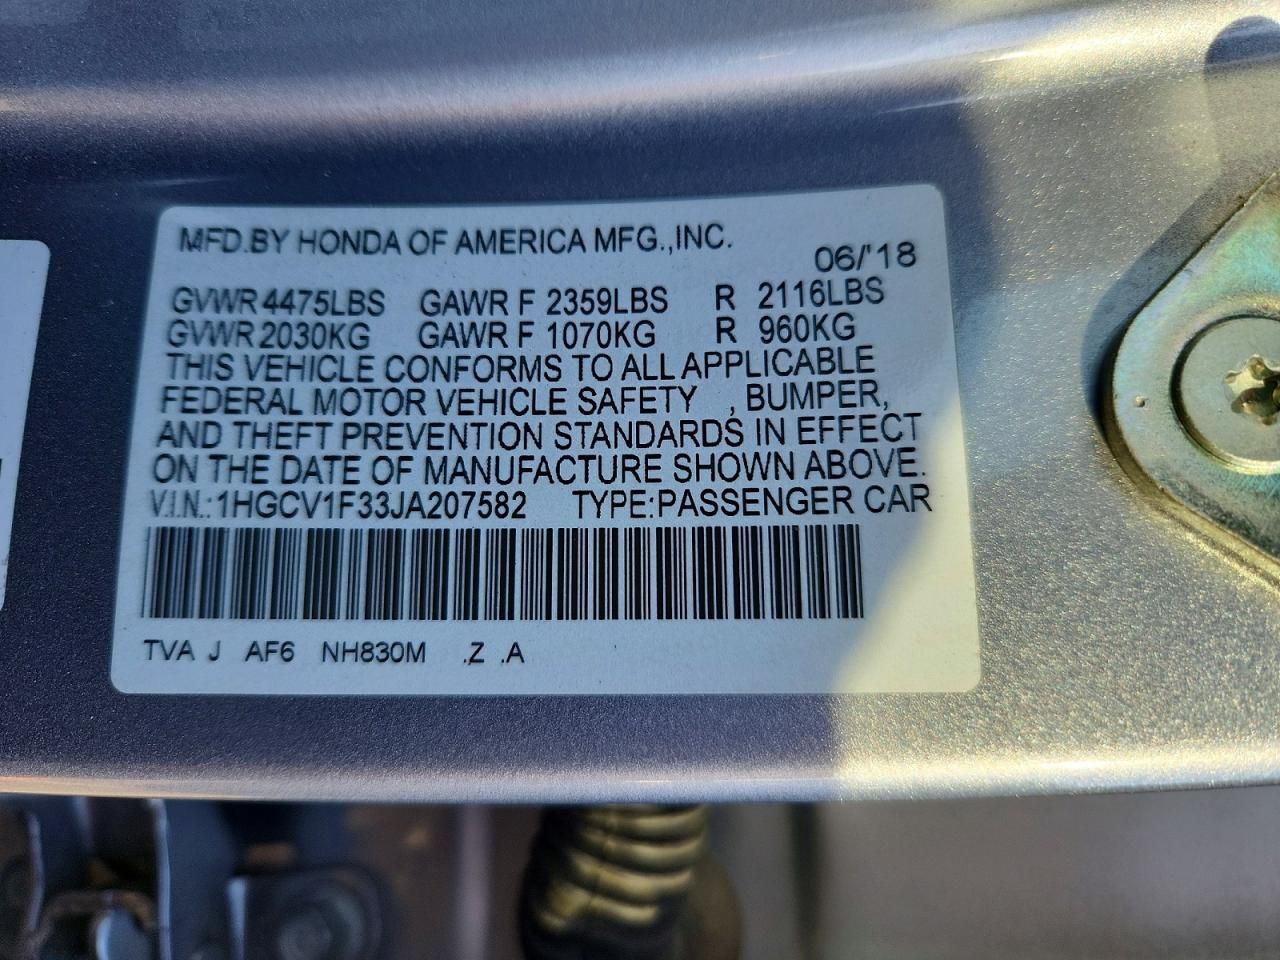 MFD.BY HONDA OF AMERICA MFG.,INC.
06/'18
GVWR 4475LBS GAWR F 2359LBS R 2116LBS
GVWR 2030KG GAWR F 1070KG R 960KG
THIS VEHICLE CONFORMS TO ALL APPLICABLE
FEDERAL MOTOR VEHICLE SAFETY , BUMPER,
AND THEFT PREVENTION STANDARDS IN EFFECT
ON THE DATE OF MANUFACTURE SHOWN ABOVE.
V.I.N.:1HGCV1F33JA207582 TYPE:PASSENGER CAR
TVA J AF6 NH830M .Z .A